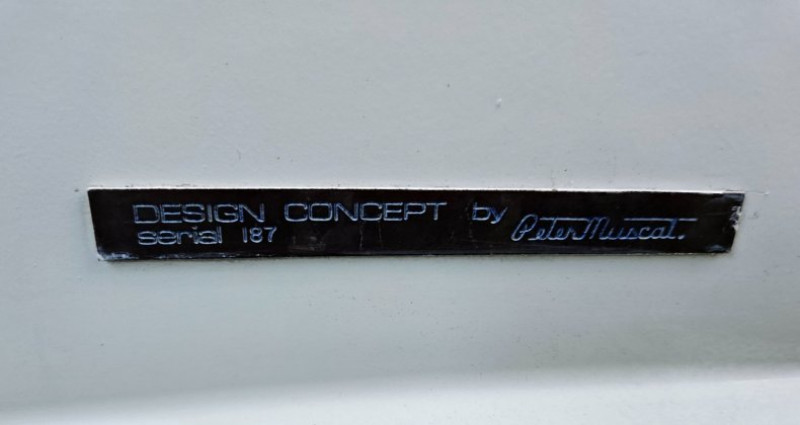 DESIGN CONCEPT by Peter Muscat.
serial 187